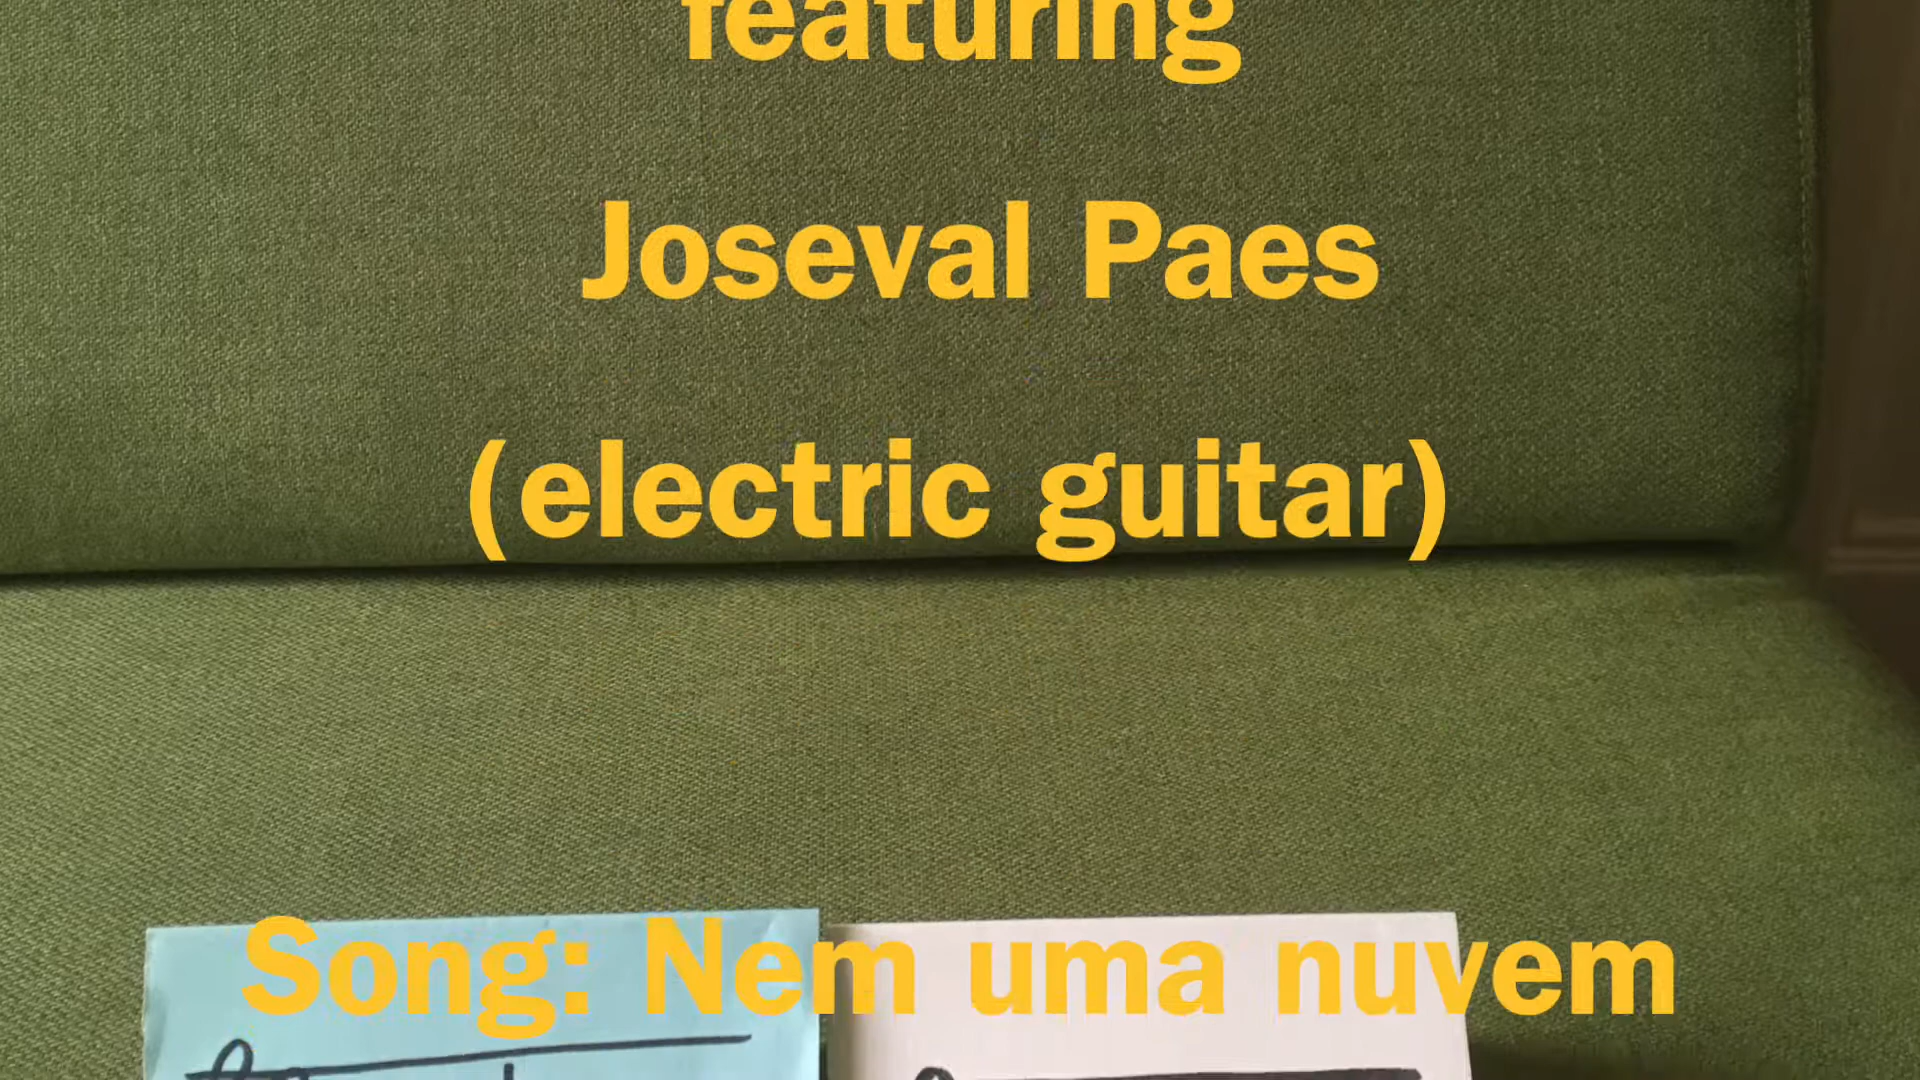 featuring
Joseval Paes
(electric guitar)
Song: Nem uma nuvem